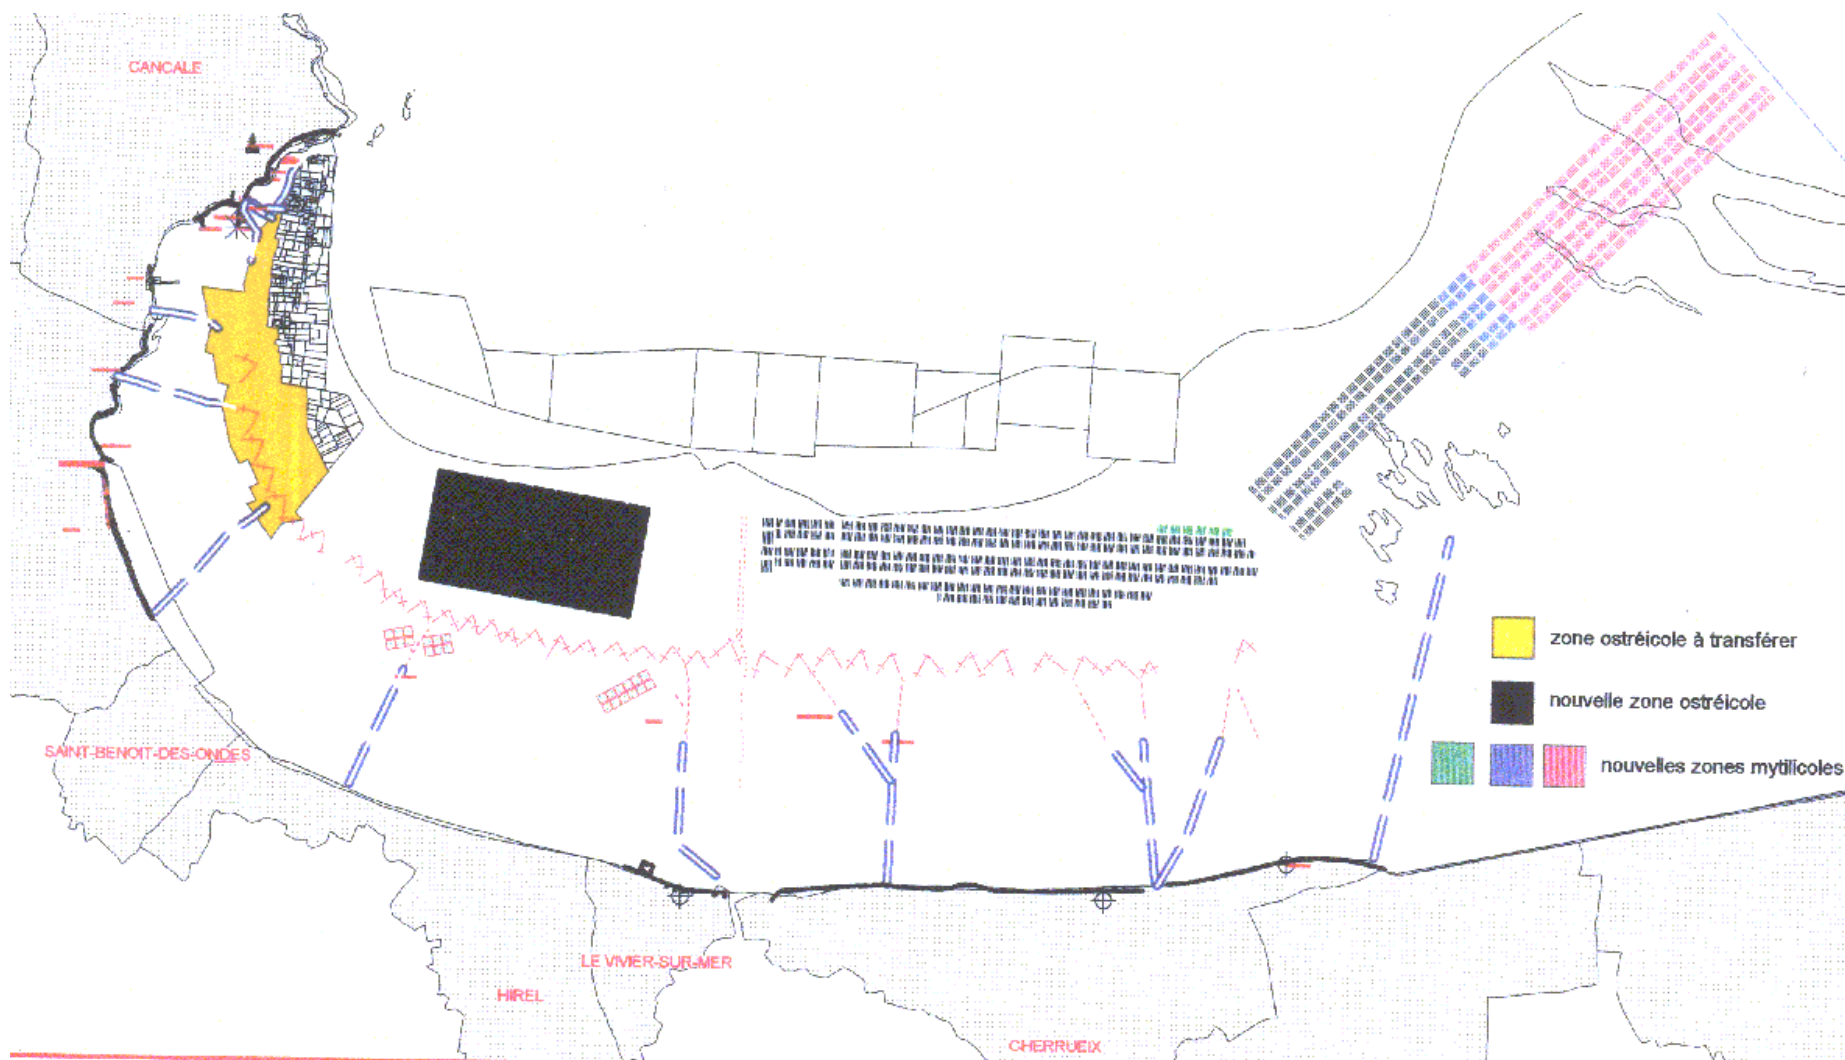 CANCALE
zone ostréicole à transférer
nouvelle zone ostréicole
SAINT-BENOIT-DES-ONDES
nouvelles zones mytilicoles
LE VIVIER-SUR-MER
HIREL
CHERRUEIX